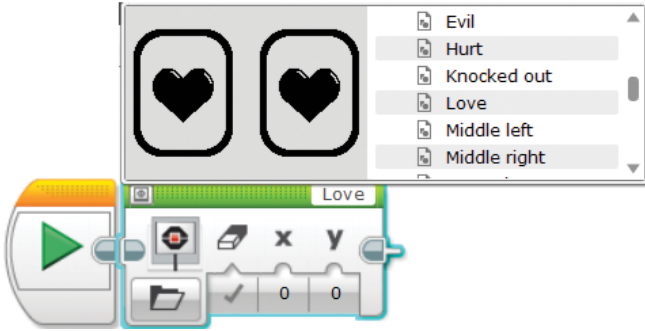 Evil
Hurt
Knocked out
Love
Middle left
Middle right
Love
x y
0 0